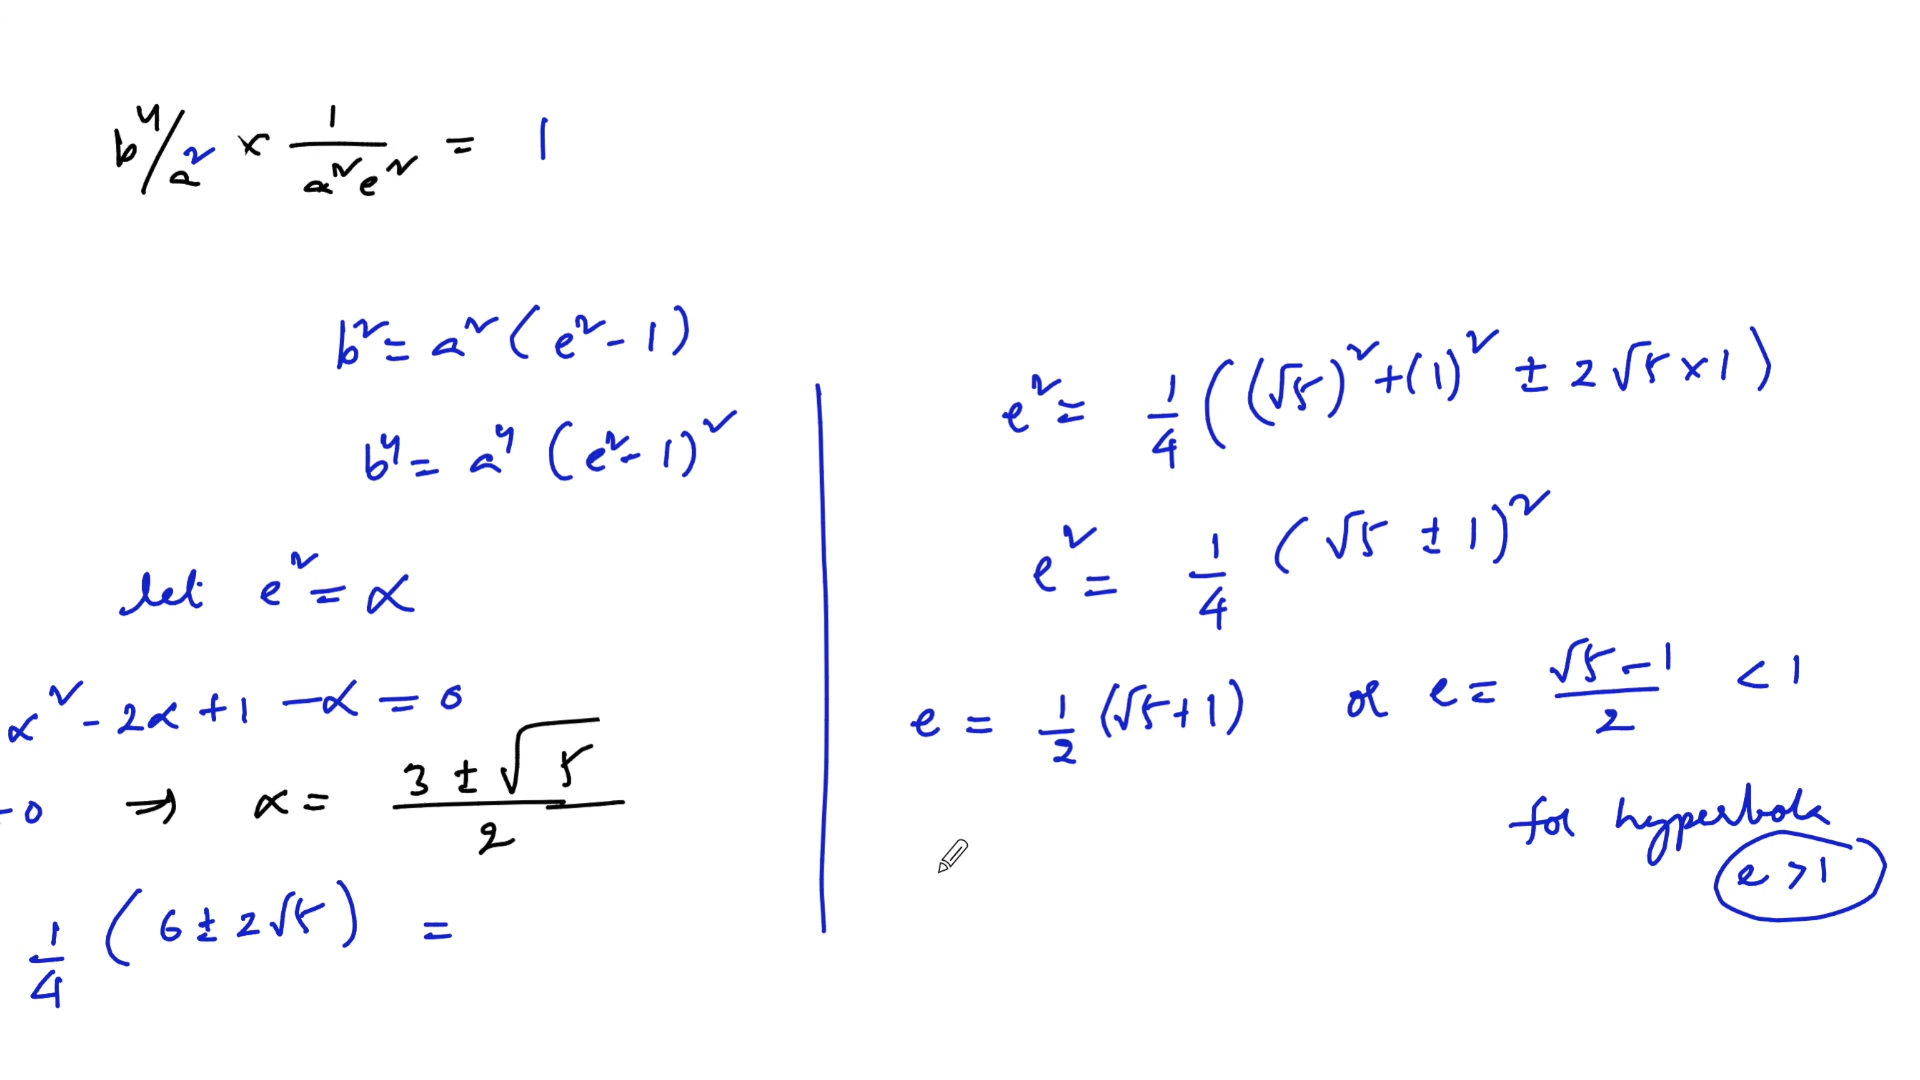 b⁴/a² × 1/(a²e²) = 1
b² = a² ( e² - 1 )
b⁴ = a⁴ ( e² - 1 )²
let e² = α
α² - 2α + 1 - α = 0
-0 ⇒ α = (3 ± √5)/2
1/4 ( 6 ± 2√5 ) =
e² = 1/4 ( (√5)² + (1)² ± 2√5 × 1 )
e² = 1/4 ( √5 ± 1 )²
e = 1/2 (√5 + 1) or e = (√5 - 1)/2 < 1
for hyperbola
e > 1